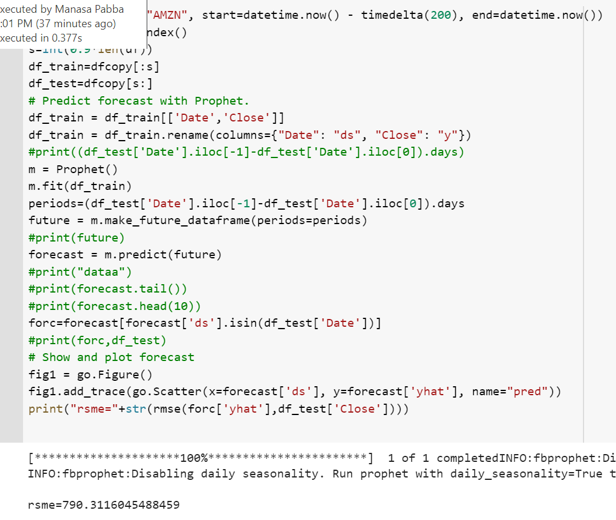 xecuted by Manasa Pabba
:01 PM (37 minutes ago)
xecuted in 0.377s
"AMZN", start=datetime.now() - timedelta(200), end=datetime.now())
ndex()
s=int(0.9*len(df))
df_train=dfcopy[:s]
df_test=dfcopy[s:]
# Predict forecast with Prophet.
df_train = df_train[['Date','Close']]
df_train = df_train.rename(columns={"Date": "ds", "Close": "y"})
#print((df_test['Date'].iloc[-1]-df_test['Date'].iloc[0]).days)
m = Prophet()
m.fit(df_train)
periods=(df_test['Date'].iloc[-1]-df_test['Date'].iloc[0]).days
future = m.make_future_dataframe(periods=periods)
#print(future)
forecast = m.predict(future)
#print("dataa")
#print(forecast.tail())
#print(forecast.head(10))
forc=forecast[forecast['ds'].isin(df_test['Date'])]
#print(forc,df_test)
# Show and plot forecast
fig1 = go.Figure()
fig1.add_trace(go.Scatter(x=forecast['ds'], y=forecast['yhat'], name="pred"))
print("rsme="+str(rmse(forc['yhat'],df_test['Close'])))
[*********************100%***********************]  1 of 1 completedINFO:fbprophet:Di
INFO:fbprophet:Disabling daily seasonality. Run prophet with daily_seasonality=True t
rsme=790.3116045488459